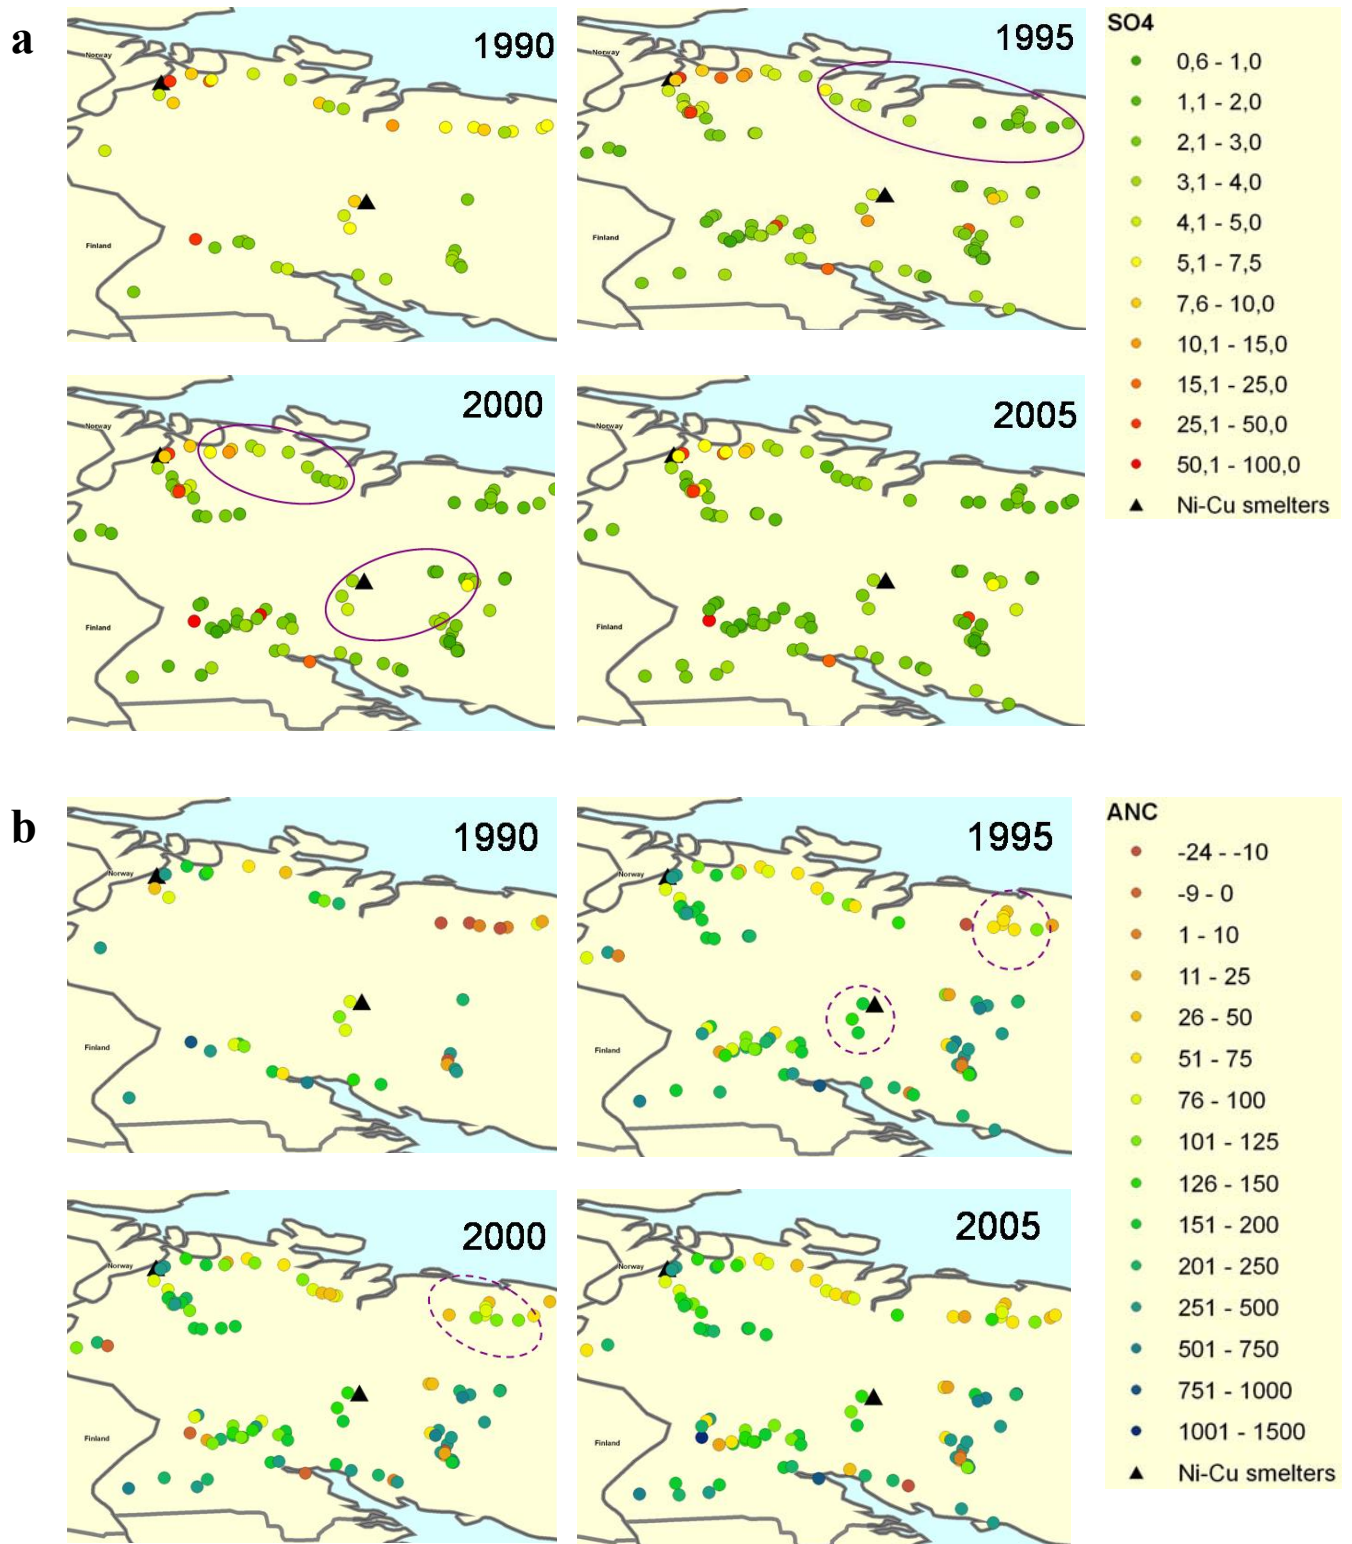 a
1990
Norway
Finland
1995
Norway
Finland
SO4
0,6 - 1,0
1,1 - 2,0
2,1 - 3,0
3,1 - 4,0
4,1 - 5,0
5,1 - 7,5
7,6 - 10,0
10,1 - 15,0
15,1 - 25,0
25,1 - 50,0
50,1 - 100,0
Ni-Cu smelters
2000
Norway
Finland
2005
Norway
Finland
b
1990
Norway
Finland
1995
Norway
Finland
ANC
-24 - -10
-9 - 0
1 - 10
11 - 25
26 - 50
51 - 75
76 - 100
101 - 125
126 - 150
151 - 200
201 - 250
251 - 500
501 - 750
751 - 1000
1001 - 1500
Ni-Cu smelters
2000
Norway
Finland
2005
Norway
Finland